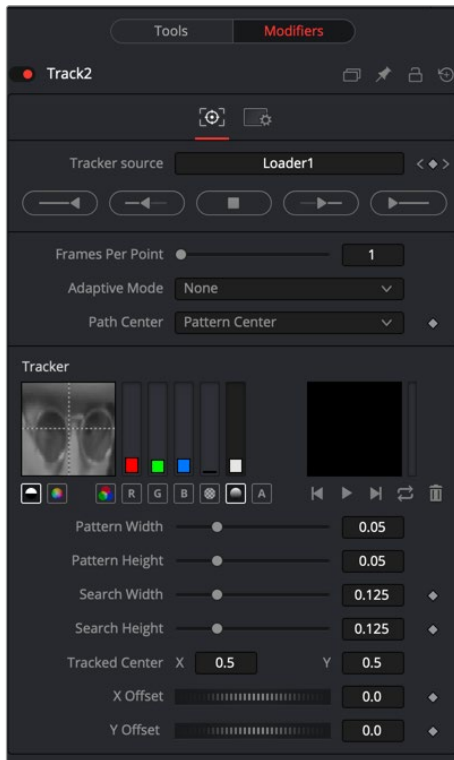 Tools Modifiers
Track2
Tracker source Loader1
Frames Per Point 1
Adaptive Mode None
Path Center Pattern Center
Tracker
R G B A
Pattern Width 0.05
Pattern Height 0.05
Search Width 0.125
Search Height 0.125
Tracked Center X 0.5 Y 0.5
X Offset 0.0
Y Offset 0.0